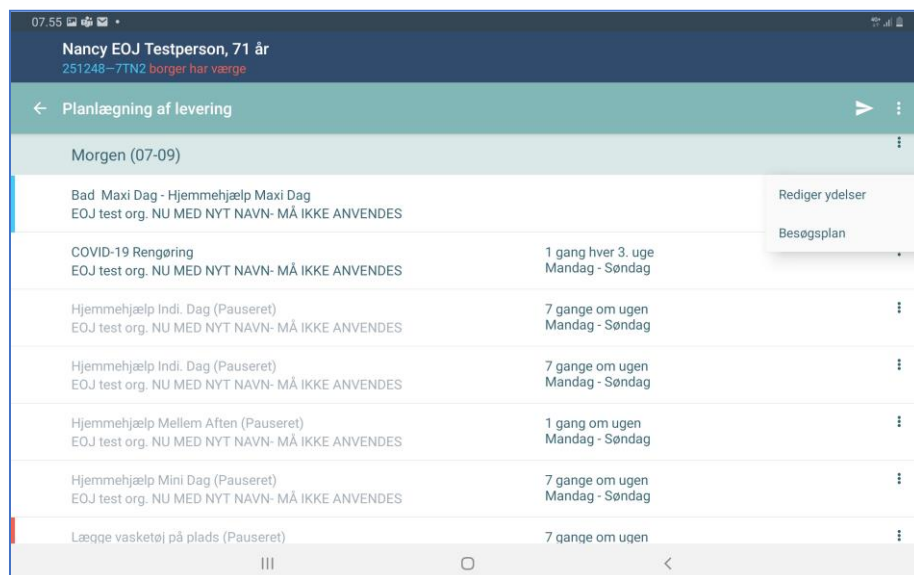 07.55
Nancy EOJ Testperson, 71 år
251248–7TN2 borger har værge
Planlægning af levering
Morgen (07-09)
Bad Maxi Dag - Hjemmehjælp Maxi Dag
EOJ test org. NU MED NYT NAVN- MÅ IKKE ANVENDES
Rediger ydelser
Besøgsplan
COVID-19 Rengøring
EOJ test org. NU MED NYT NAVN- MÅ IKKE ANVENDES
1 gang hver 3. uge
Mandag - Søndag
Hjemmehjælp Indi. Dag (Pauseret)
EOJ test org. NU MED NYT NAVN- MÅ IKKE ANVENDES
7 gange om ugen
Mandag - Søndag
Hjemmehjælp Indi. Dag (Pauseret)
EOJ test org. NU MED NYT NAVN- MÅ IKKE ANVENDES
7 gange om ugen
Mandag - Søndag
Hjemmehjælp Mellem Aften (Pauseret)
EOJ test org. NU MED NYT NAVN- MÅ IKKE ANVENDES
1 gang om ugen
Mandag - Søndag
Hjemmehjælp Mini Dag (Pauseret)
EOJ test org. NU MED NYT NAVN- MÅ IKKE ANVENDES
7 gange om ugen
Mandag - Søndag
Lægge vasketøj på plads (Pauseret)
7 gange om ugen